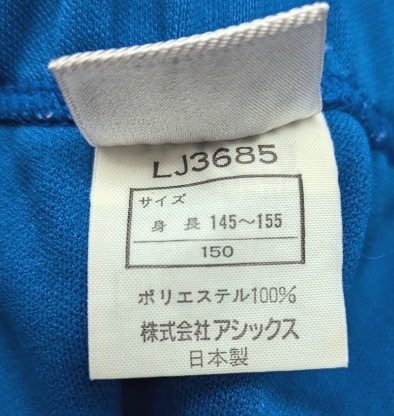 LJ3685
サイズ
身長 145〜155
150
ポリエステル100%
株式会社アシックス
日本製